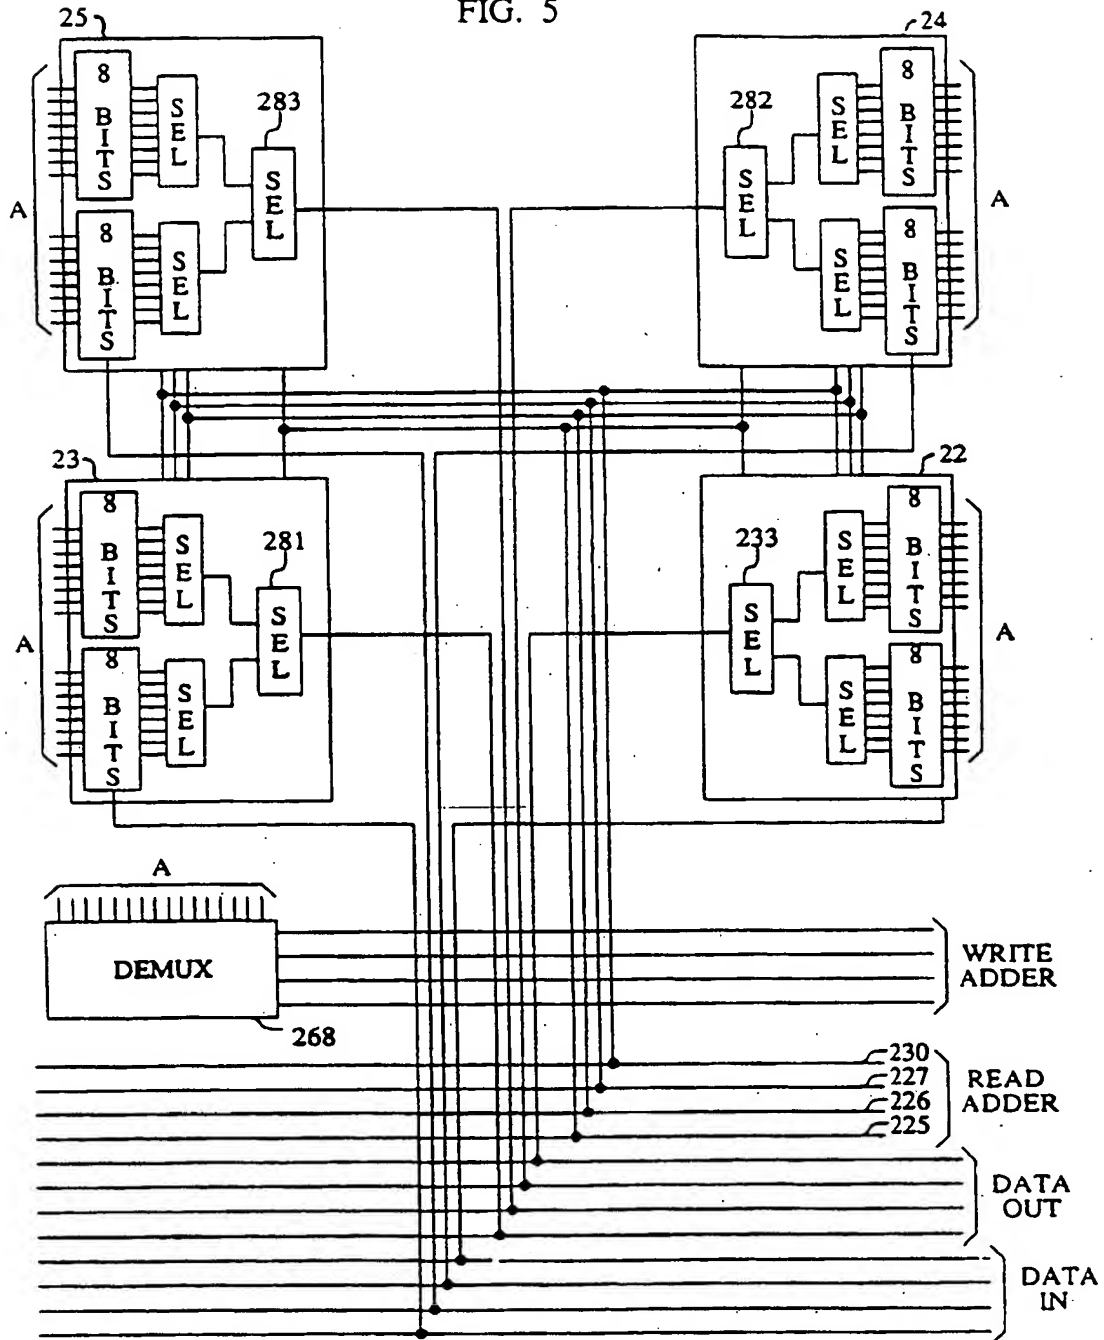 FIG. 5
25
24
8 BITS
SEL
283
SEL
A
8 BITS
SEL
282
SEL
SEL
8 BITS
A
SEL
8 BITS
23
22
8 BITS
SEL
281
SEL
A
8 BITS
SEL
233
SEL
SEL
8 BITS
A
SEL
8 BITS
A
DEMUX
268
WRITE
ADDER
230
227
226
225
READ
ADDER
DATA
OUT
DATA
IN